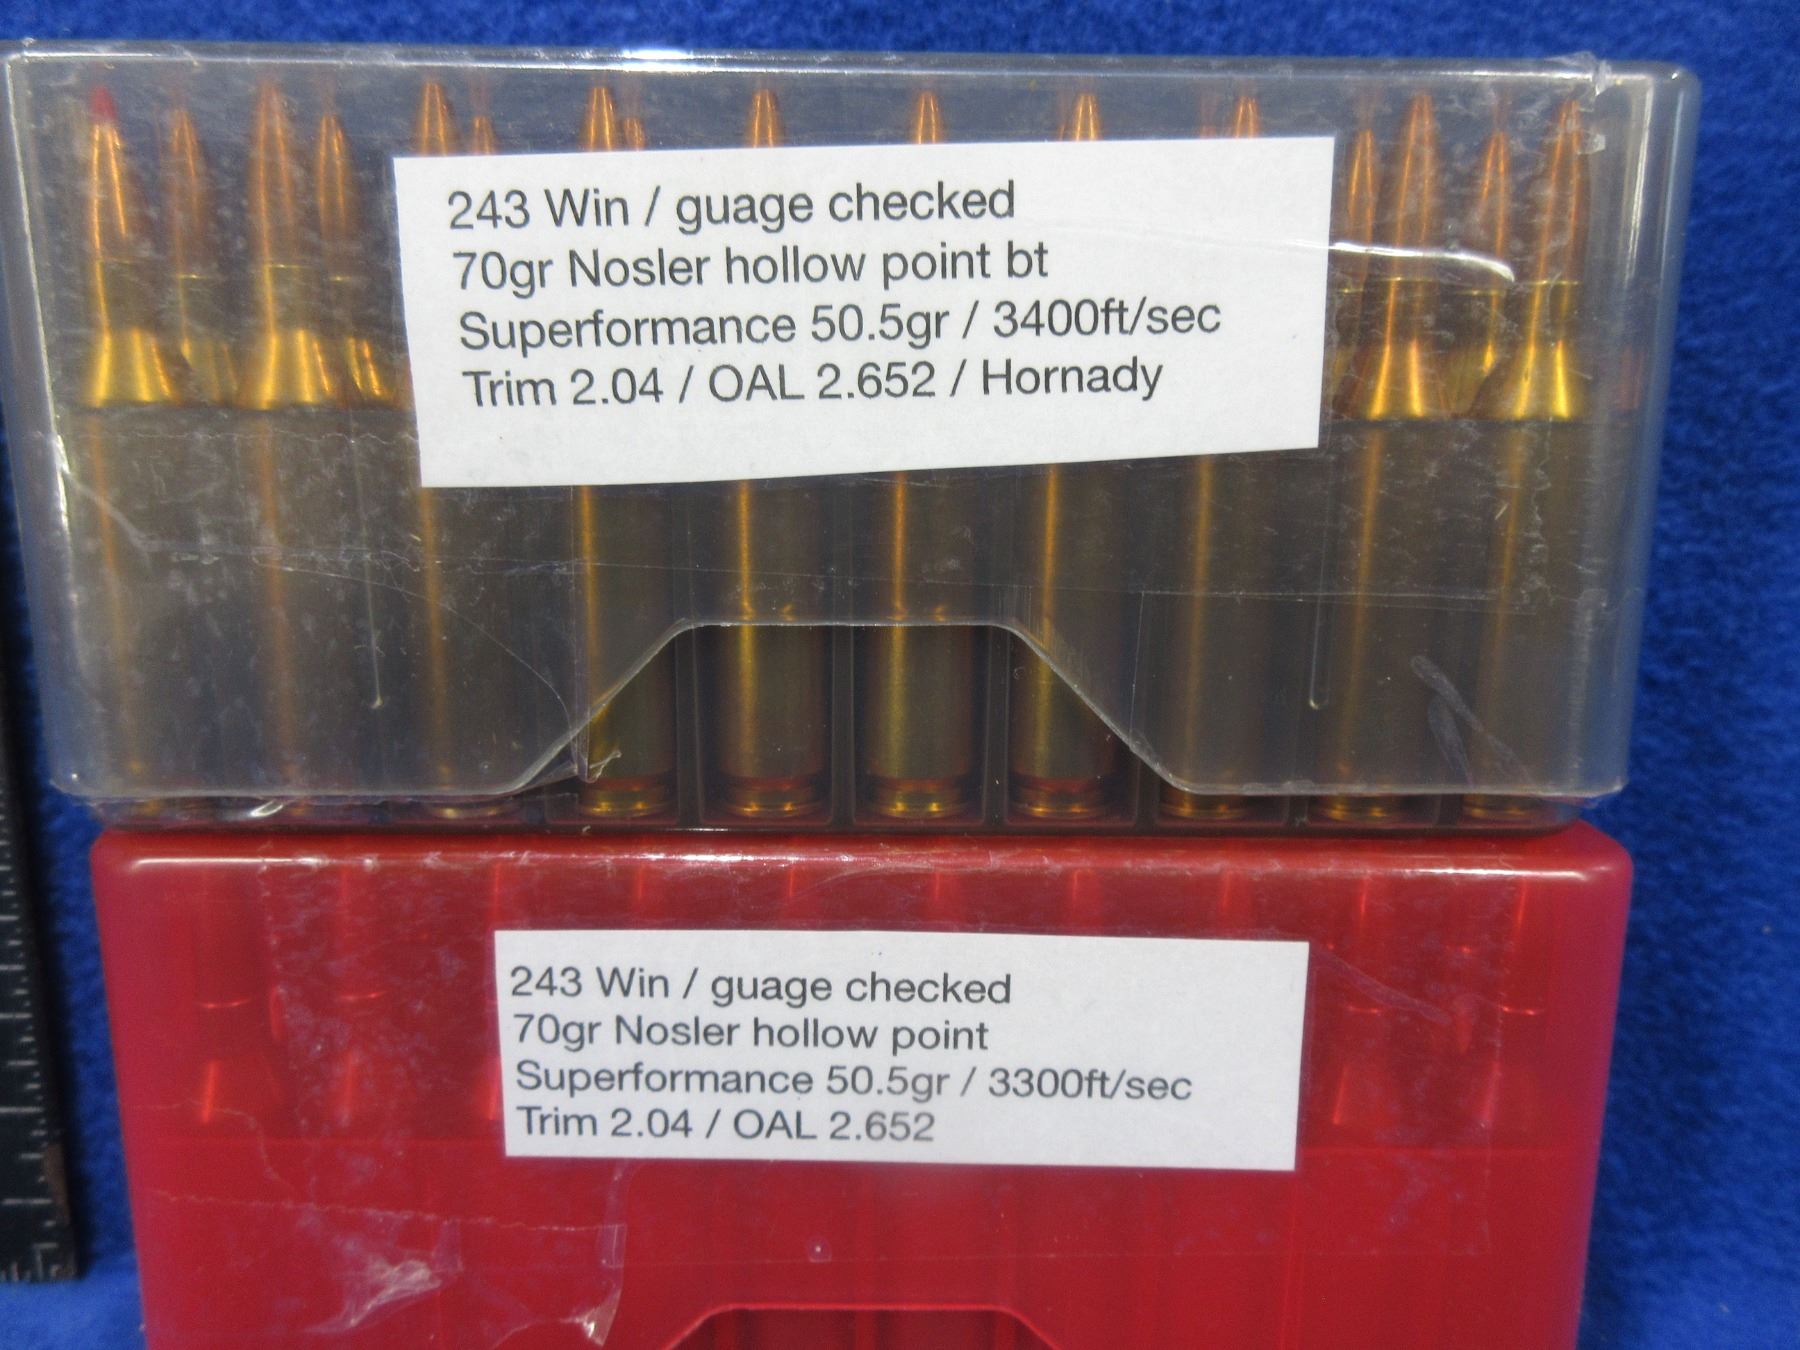 243 Win / guage checked
70gr Nosler hollow point bt
Superformance 50.5gr / 3400ft/sec
Trim 2.04 / OAL 2.652 / Hornady
243 Win / guage checked
70gr Nosler hollow point
Superformance 50.5gr / 3300ft/sec
Trim 2.04 / OAL 2.652